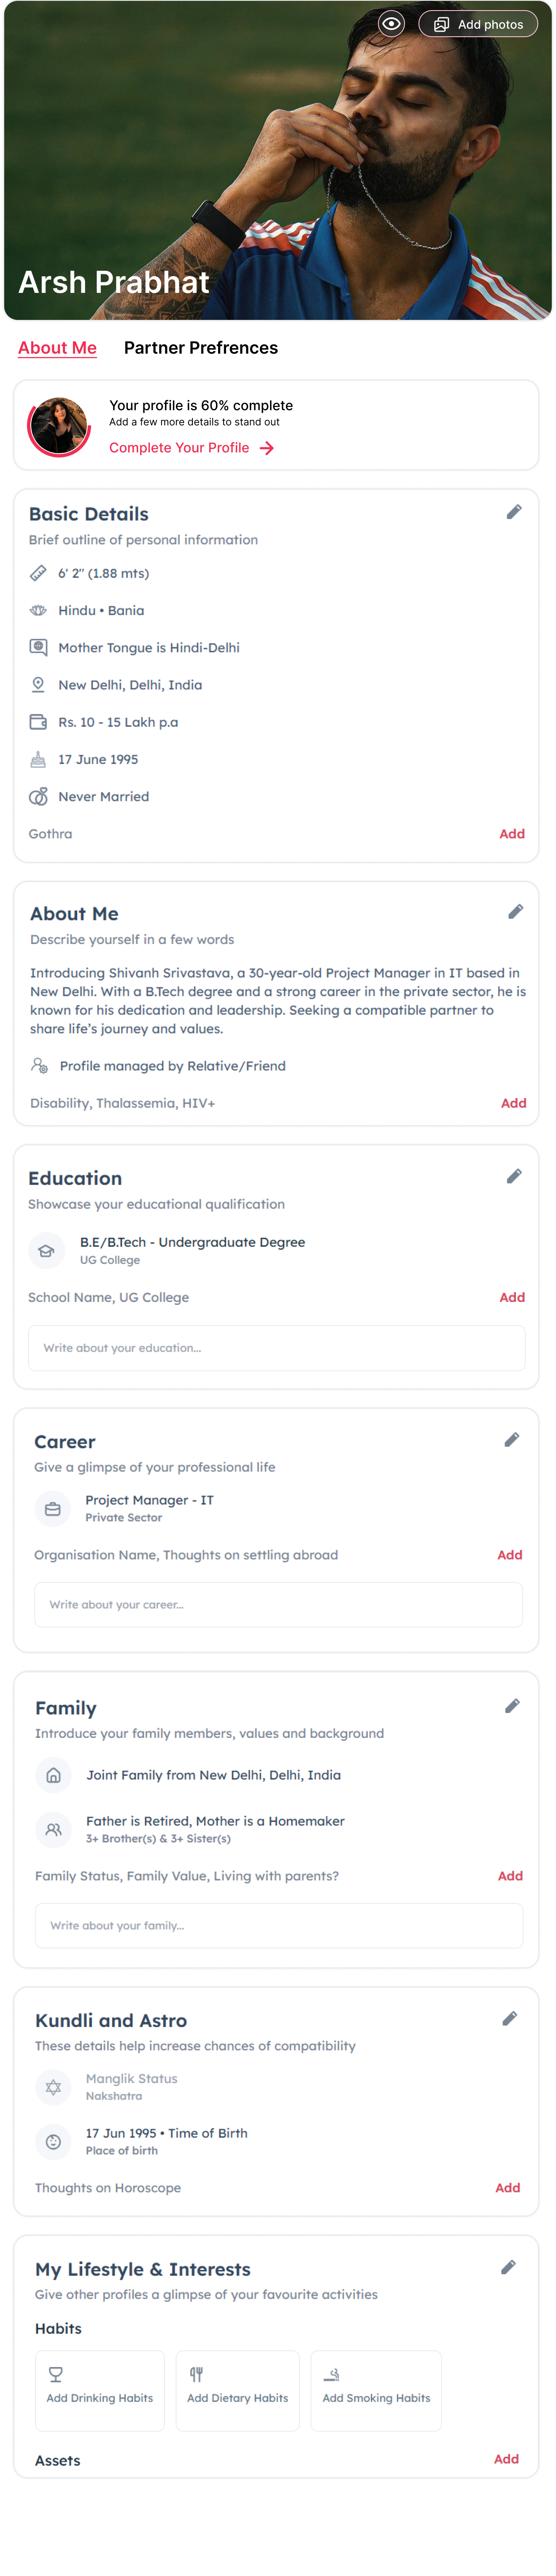 Add photos
Arsh Prabhat
About Me
Partner Prefrences
Your profile is 60% complete
Add a few more details to stand out
Complete Your Profile →
Basic Details
Brief outline of personal information
6' 2" (1.88 mts)
Hindu • Bania
Mother Tongue is Hindi-Delhi
New Delhi, Delhi, India
Rs. 10 - 15 Lakh p.a
17 June 1995
Never Married
Gothra Add
About Me
Describe yourself in a few words
Introducing Shivanh Srivastava, a 30-year-old Project Manager in IT based in
New Delhi. With a B.Tech degree and a strong career in the private sector, he is
known for his dedication and leadership. Seeking a compatible partner to
share life's journey and values.
Profile managed by Relative/Friend
Disability, Thalassemia, HIV+ Add
Education
Showcase your educational qualification
B.E/B.Tech - Undergraduate Degree
UG College
School Name, UG College Add
Write about your education...
Career
Give a glimpse of your professional life
Project Manager - IT
Private Sector
Organisation Name, Thoughts on settling abroad Add
Write about your career...
Family
Introduce your family members, values and background
Joint Family from New Delhi, Delhi, India
Father is Retired, Mother is a Homemaker
3+ Brother(s) & 3+ Sister(s)
Family Status, Family Value, Living with parents? Add
Write about your family...
Kundli and Astro
These details help increase chances of compatibility
Manglik Status
Nakshatra
17 Jun 1995 • Time of Birth
Place of birth
Thoughts on Horoscope Add
My Lifestyle & Interests
Give other profiles a glimpse of your favourite activities
Habits
Add Drinking Habits
Add Dietary Habits
Add Smoking Habits
Assets Add